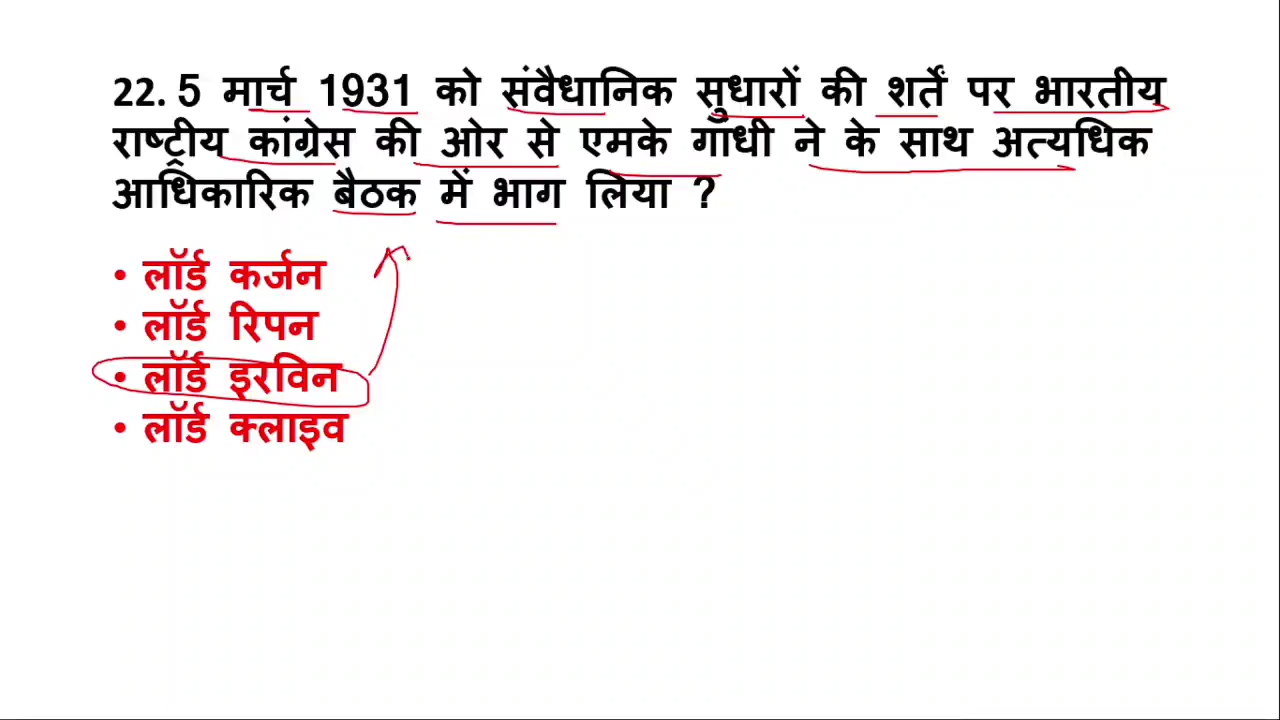 22. 5 मार्च 1931 को संवैधानिक सुधारों की शर्तें पर भारतीय
राष्ट्रीय कांग्रेस की ओर से एमके गांधी ने के साथ अत्यधिक
आधिकारिक बैठक में भाग लिया ?
• लॉर्ड कर्जन
• लॉर्ड रिपन
• लॉर्ड इरविन
• लॉर्ड क्लाइव